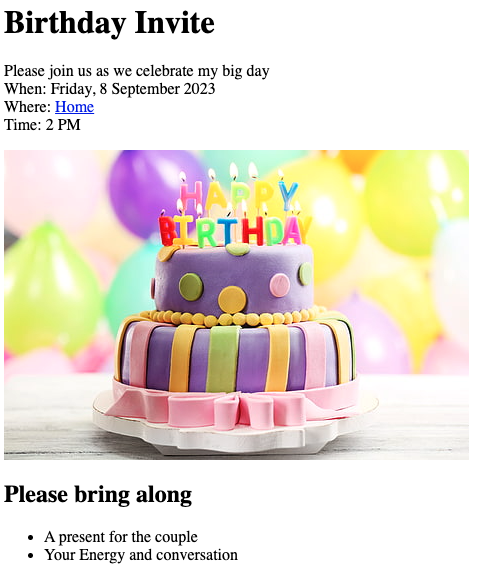 Birthday Invite
Please join us as we celebrate my big day
When: Friday, 8 September 2023
Where: Home
Time: 2 PM
HAPPY
BIRTHDAY
Please bring along
A present for the couple
Your Energy and conversation